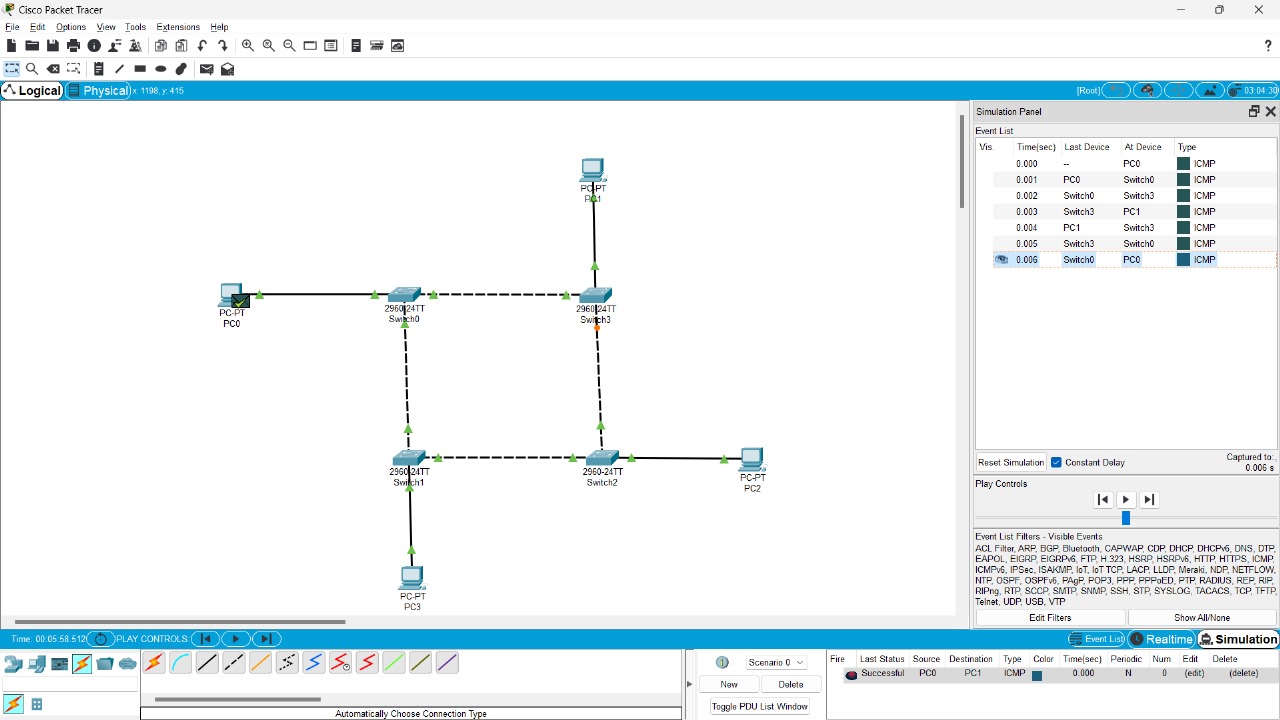 Cisco Packet Tracer
File Edit Options View Tools Extensions Help
Logical Physical x: 1198, y: 415 [Root] 03:04:30
Simulation Panel
Event List
Vis. Time(sec) Last Device At Device Type
0.000 -- PC0 ICMP
0.001 PC0 Switch0 ICMP
0.002 Switch0 Switch3 ICMP
0.003 Switch3 PC1 ICMP
0.004 PC1 Switch3 ICMP
0.005 Switch3 Switch0 ICMP
0.006 Switch0 PC0 ICMP
PC-PT
PC1
PC-PT
PC0
2960-24TT
Switch0
2960-24TT
Switch3
2960-24TT
Switch1
2960-24TT
Switch2
PC-PT
PC2
PC-PT
PC3
Reset Simulation Constant Delay Captured to:
0.006 s
Play Controls
Event List Filters - Visible Events
ACL Filter, ARP, BGP, Bluetooth, CAPWAP, CDP, DHCP, DHCPv6, DNS, DTP,
EAPOL, EIGRP, EIGRPv6, FTP, H.323, HSRP, HSRPv6, HTTP, HTTPS, ICMP,
ICMPv6, IPSec, ISAKMP, IoT, IoT TCP, LACP, LLDP, Meraki, NDP, NETFLOW,
NTP, OSPF, OSPFv6, PAgP, POP3, PPP, PPPoED, PTP, RADIUS, REP, RIP,
RIPng, RTP, SCCP, SMTP, SNMP, SSH, STP, SYSLOG, TACACS, TCP, TFTP,
Telnet, UDP, USB, VTP
Edit Filters Show All/None
Time: 00:05:58.512 PLAY CONTROLS: Event List Realtime Simulation
Scenario 0
New Delete
Toggle PDU List Window
Fire Last Status Source Destination Type Color Time(sec) Periodic Num Edit Delete
Successful PC0 PC1 ICMP 0.000 N 0 (edit) (delete)
Automatically Choose Connection Type